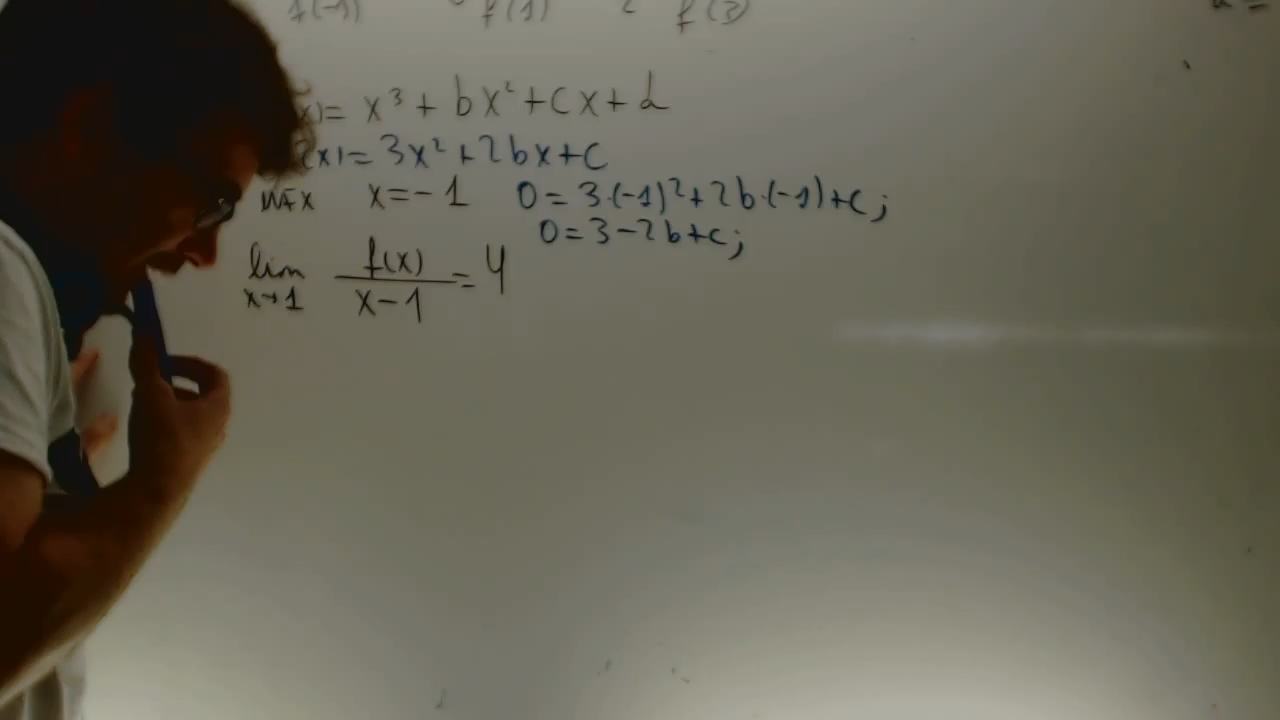 f(-1) f(1) f(3)
x)= x³ + bx² + cx + d
(x)= 3x² + 2bx + c
MÁX x=-1 0=3·(-1)²+2b·(-1)+c;
0=3-2b+c;
lim x→1 f(x)/(x-1) = 4